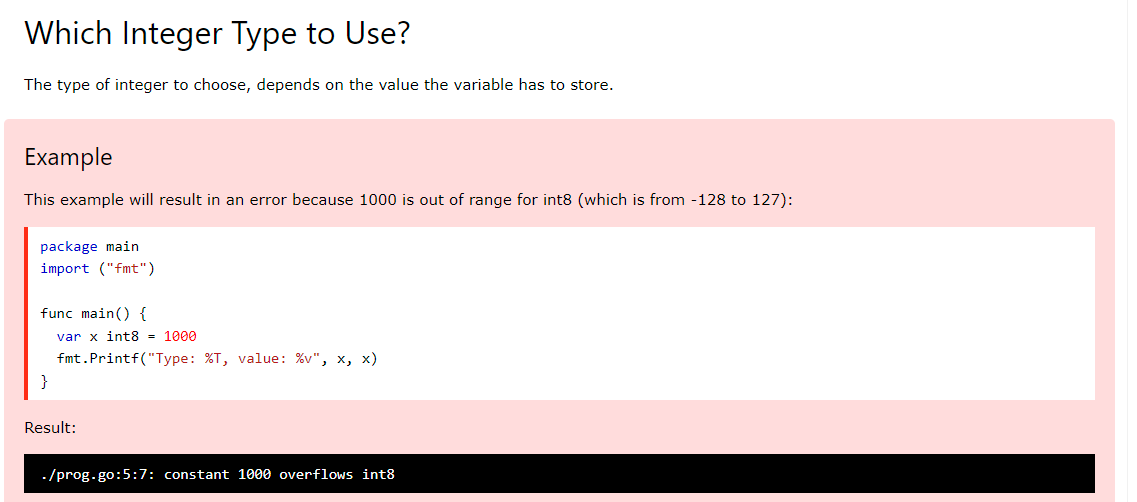 Which Integer Type to Use?
The type of integer to choose, depends on the value the variable has to store.
Example
This example will result in an error because 1000 is out of range for int8 (which is from -128 to 127):
package main
import ("fmt")
func main() {
  var x int8 = 1000
  fmt.Printf("Type: %T, value: %v", x, x)
}
Result:
./prog.go:5:7: constant 1000 overflows int8